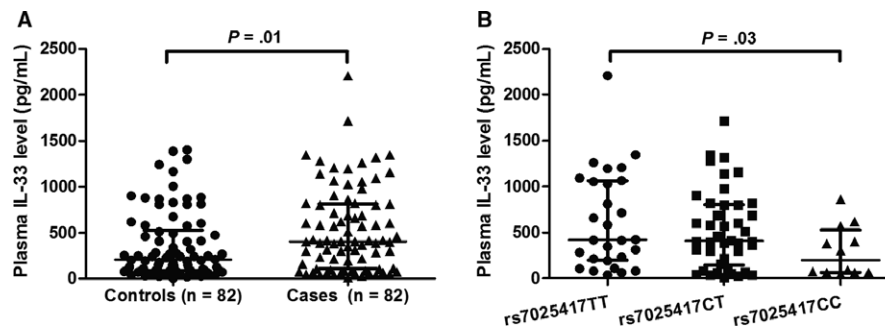 A
P = .01
Plasma IL-33 level (pg/mL)
2500
2000
1500
1000
500
0
Controls (n = 82)
Cases (n = 82)
B
P = .03
Plasma IL-33 level (pg/mL)
2500
2000
1500
1000
500
0
rs7025417TT
rs7025417CT
rs7025417CC